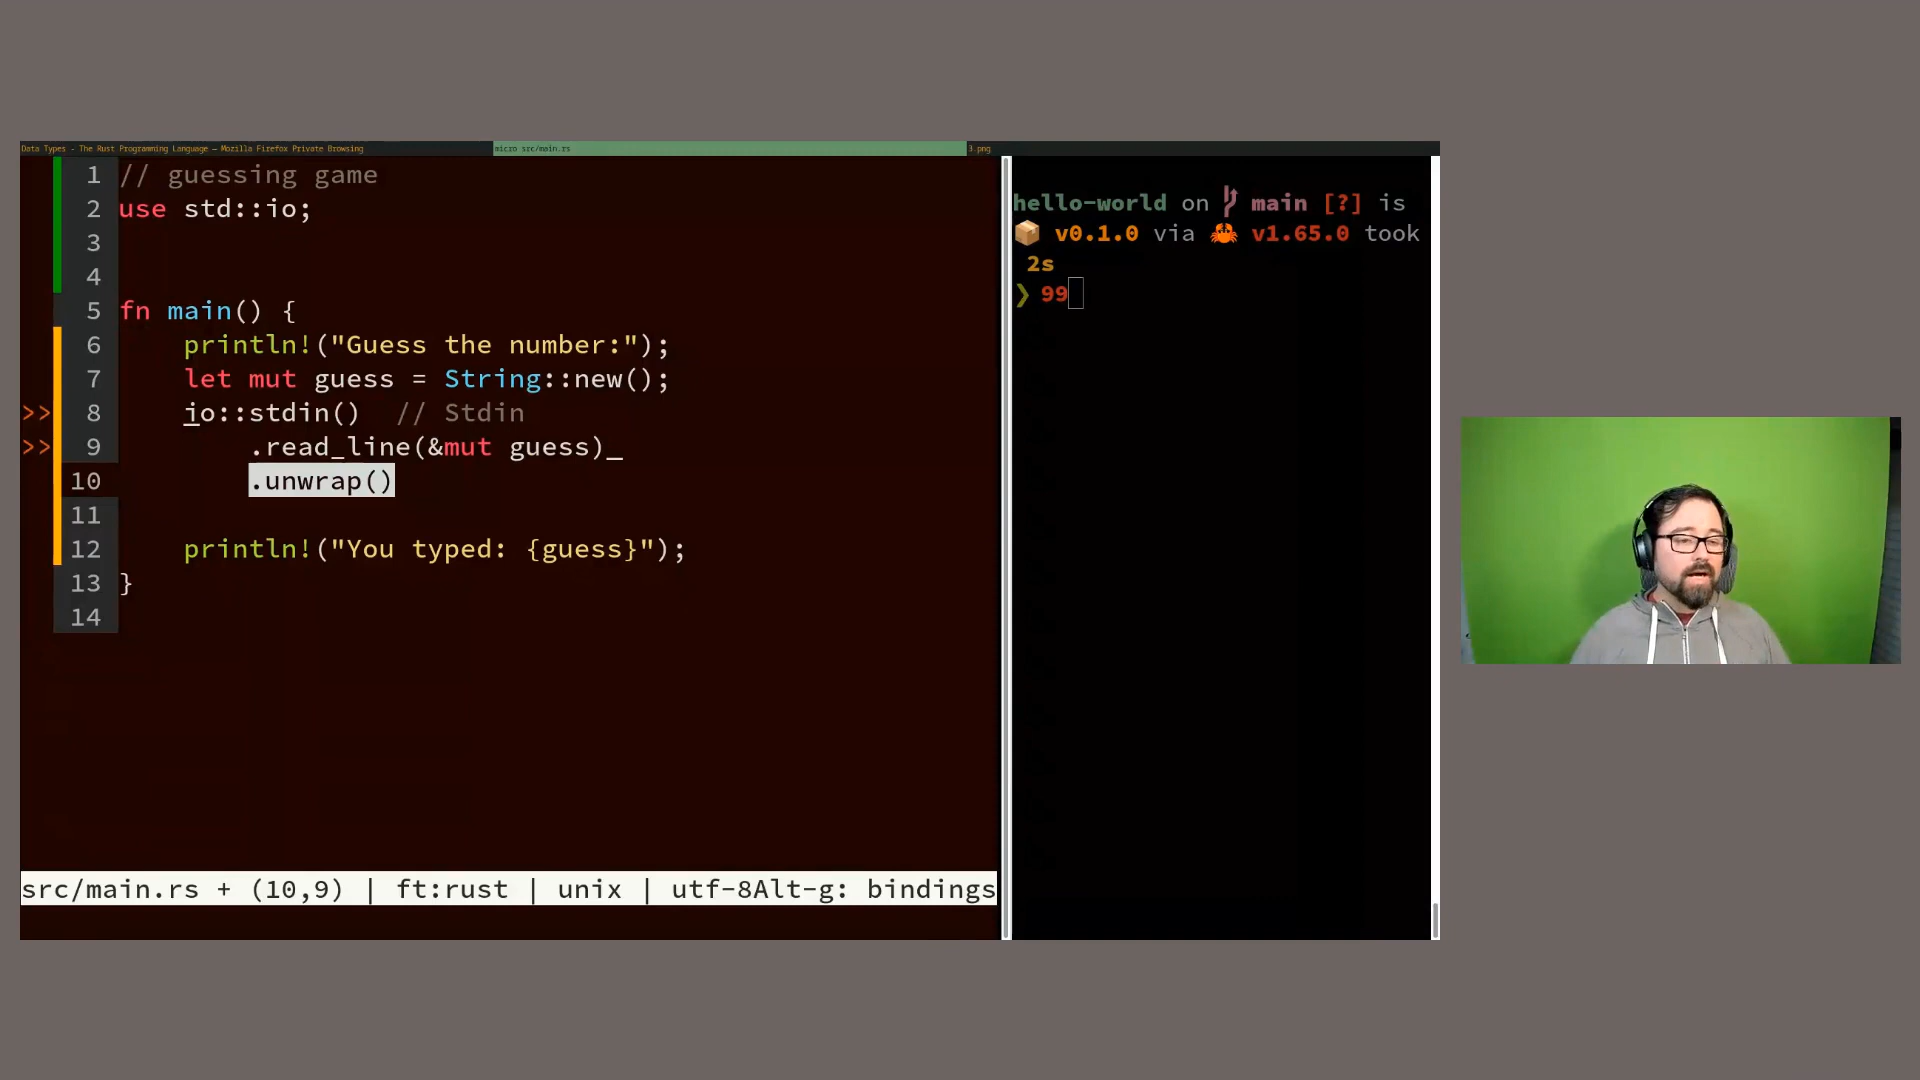 Data Types - The Rust Programming Language — Mozilla Firefox Private Browsing
micro src/main.rs
3.png
1 // guessing game
2 use std::io;
3
4
5 fn main() {
6 println!("Guess the number:");
7 let mut guess = String::new();
>> 8 io::stdin() // Stdin
>> 9 .read_line(&mut guess)_
10 .unwrap()
11
12 println!("You typed: {guess}");
13 }
14
src/main.rs + (10,9) | ft:rust | unix | utf-8Alt-g: bindings
hello-world on main [?] is
📦 v0.1.0 via 🦀 v1.65.0 took
2s
❯ 99